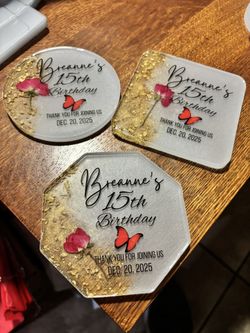 Breanne's
15th
Birthday
THANK YOU FOR JOINING US
DEC. 20, 2025
Breanne's
15th
Birthday
THANK YOU FOR JOINING US
DEC. 20, 2025
Breanne's
15th
Birthday
THANK YOU FOR JOINING US
DEC. 20, 2025